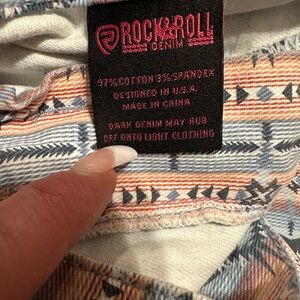 ROCK&ROLL
DENIM
97% COTTON 3% SPANDEX
DESIGNED IN U.S.A.
MADE IN CHINA
DARK DENIM MAY RUB
OFF ONTO LIGHT CLOTHING